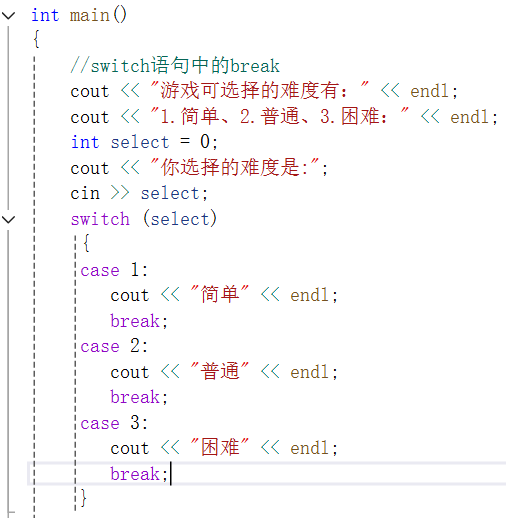 int main()
{
//switch语句中的break
cout << "游戏可选择的难度有：" << endl;
cout << "1.简单、2.普通、3.困难：" << endl;
int select = 0;
cout << "你选择的难度是:";
cin >> select;
switch (select)
{
case 1:
cout << "简单" << endl;
break;
case 2:
cout << "普通" << endl;
break;
case 3:
cout << "困难" << endl;
break;
}